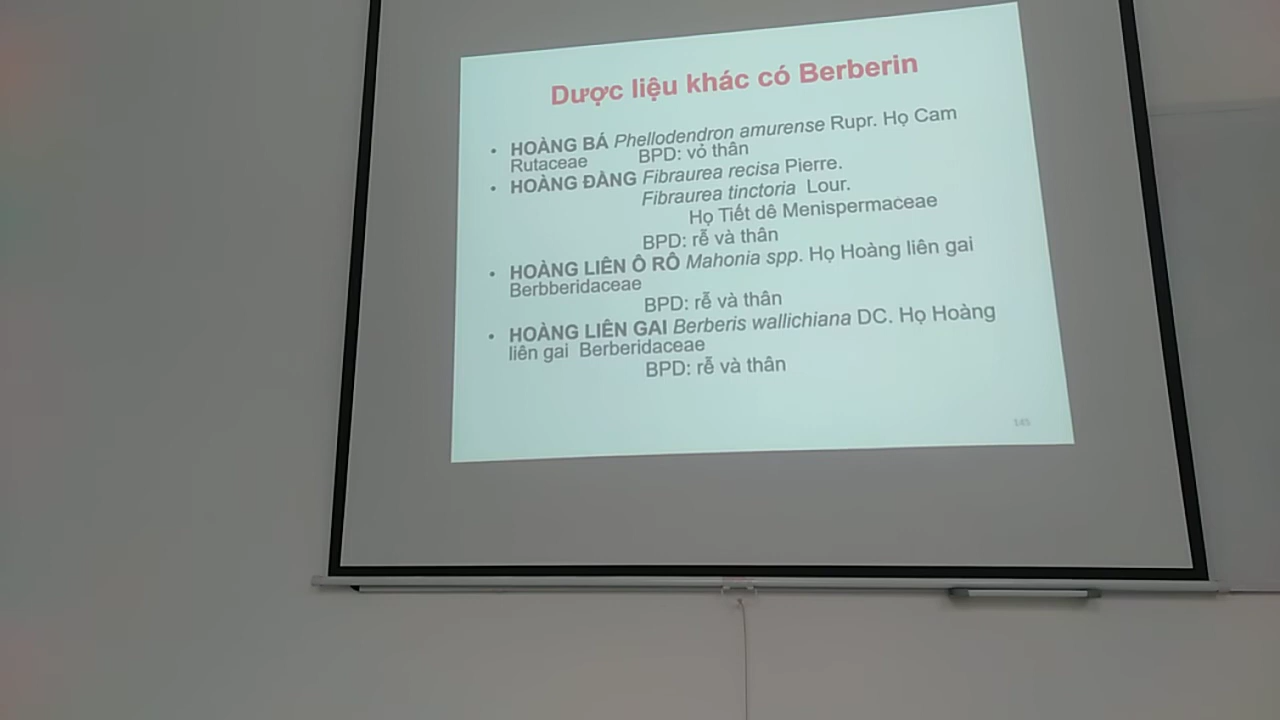 Dược liệu khác có Berberin
• HOÀNG BÁ Phellodendron amurense Rupr. Họ Cam
Rutaceae BPD: vỏ thân
• HOÀNG ĐẰNG Fibraurea recisa Pierre.
Fibraurea tinctoria Lour.
Họ Tiết dê Menispermaceae
BPD: rễ và thân
• HOÀNG LIÊN Ô RÔ Mahonia spp. Họ Hoàng liên gai
Berbberidaceae
BPD: rễ và thân
• HOÀNG LIÊN GAI Berberis wallichiana DC. Họ Hoàng
liên gai Berberidaceae
BPD: rễ và thân
145